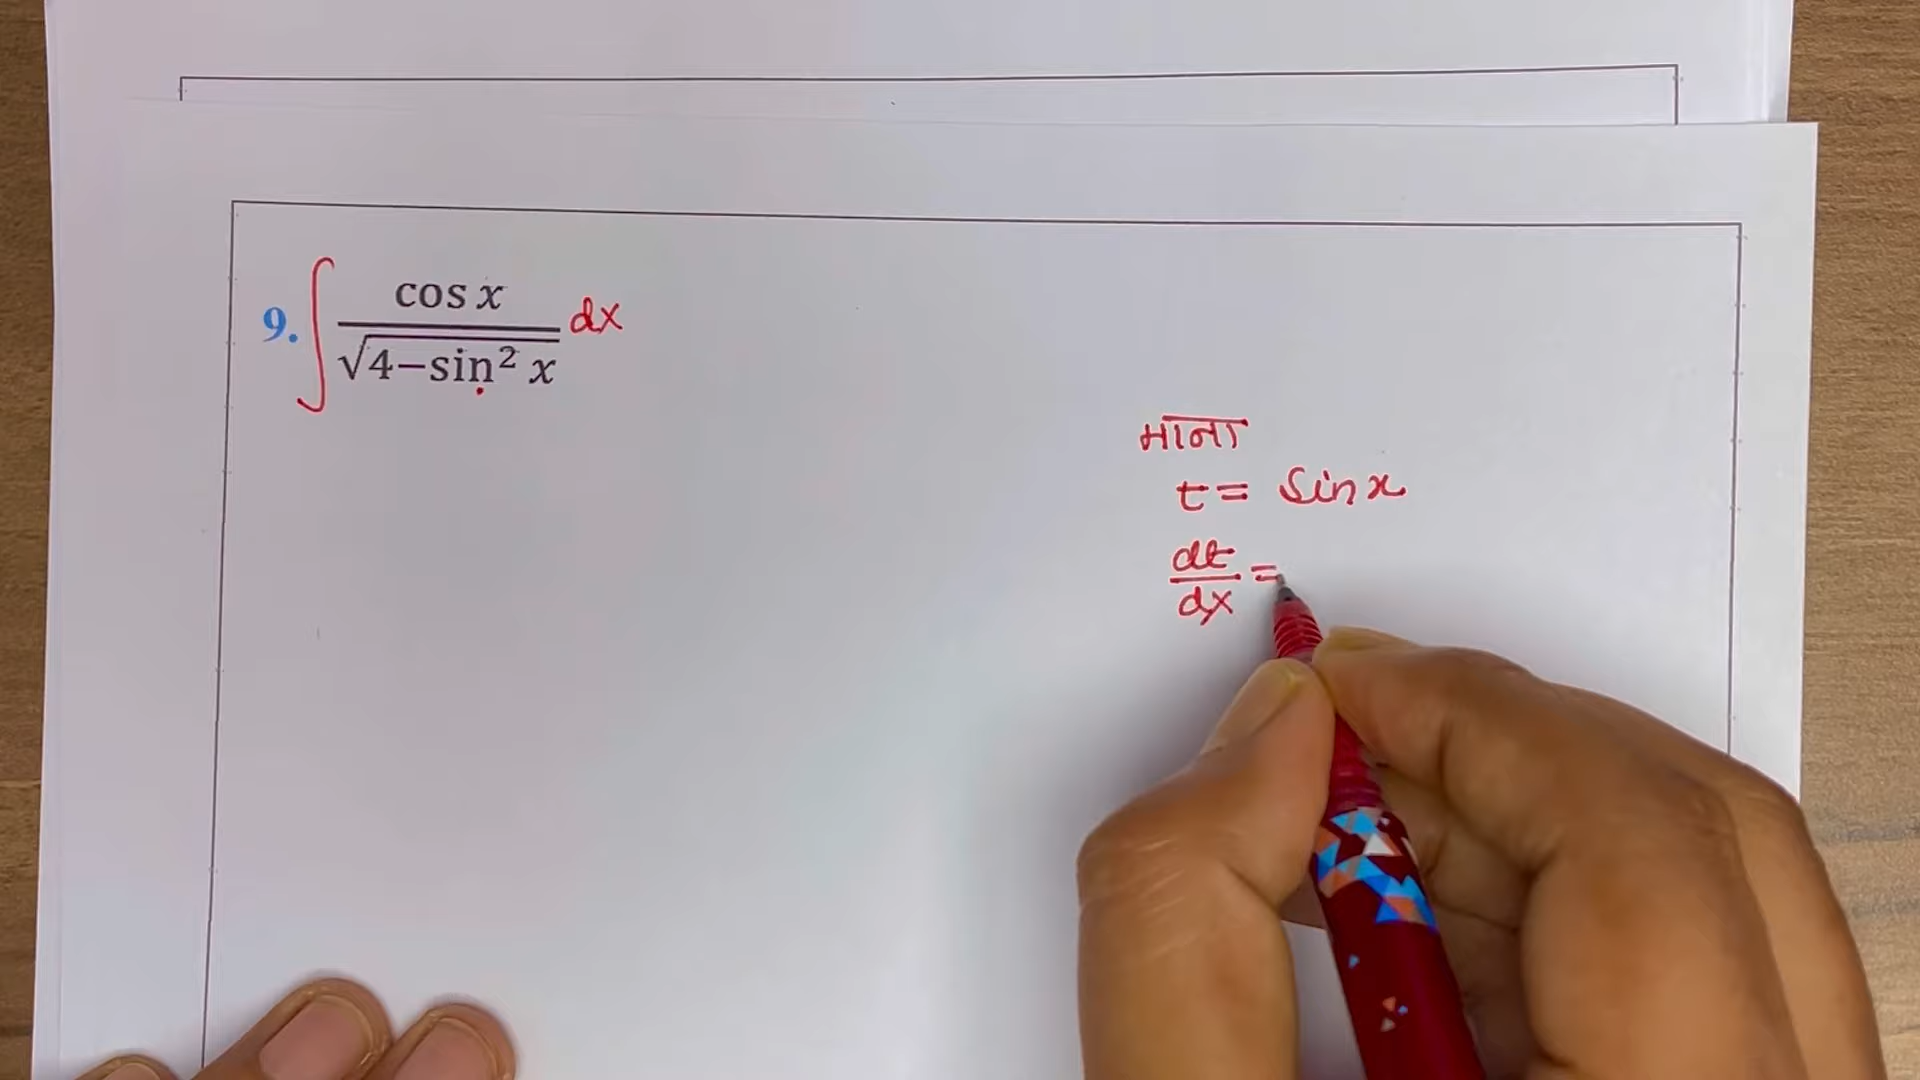 9. ∫ cos x / √4−sin² x dx
माना
t = Sin x
dt/dx =